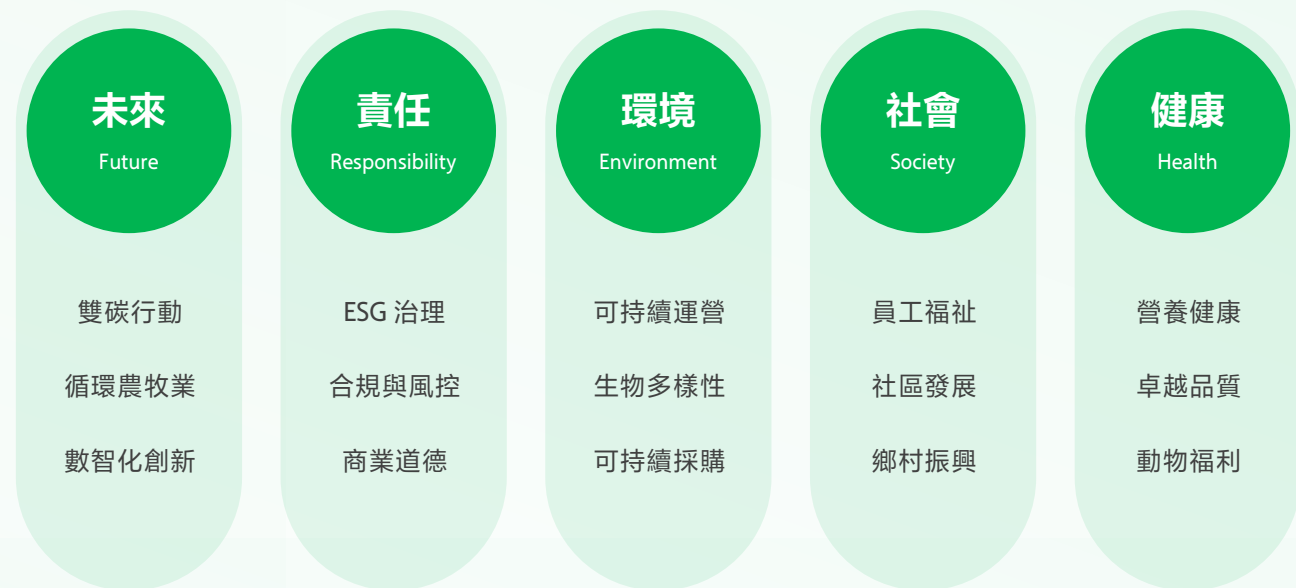 未來
Future
雙碳行動
循環農牧業
數智化創新
責任
Responsibility
ESG 治理
合規與風控
商業道德
環境
Environment
可持續運營
生物多樣性
可持續採購
社會
Society
員工福祉
社區發展
鄉村振興
健康
Health
營養健康
卓越品質
動物福利